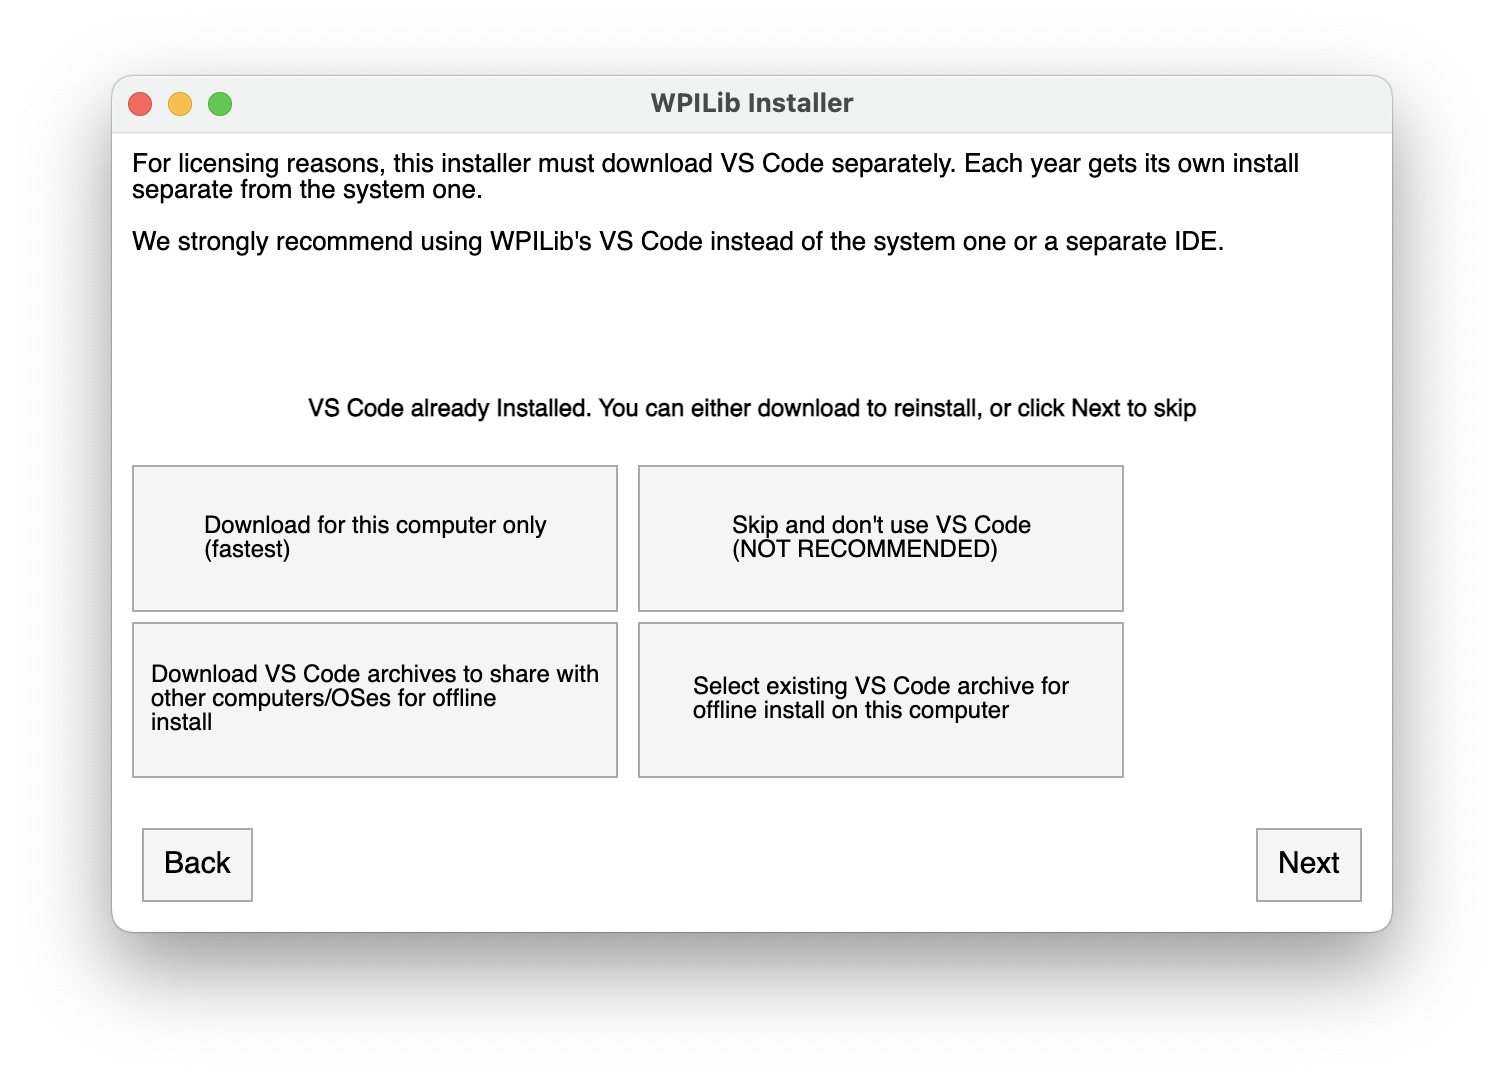 WPILib Installer
For licensing reasons, this installer must download VS Code separately. Each year gets its own install
separate from the system one.
We strongly recommend using WPILib's VS Code instead of the system one or a separate IDE.
VS Code already Installed. You can either download to reinstall, or click Next to skip
Download for this computer only
(fastest)
Skip and don't use VS Code
(NOT RECOMMENDED)
Download VS Code archives to share with
other computers/OSes for offline
install
Select existing VS Code archive for
offline install on this computer
Back
Next